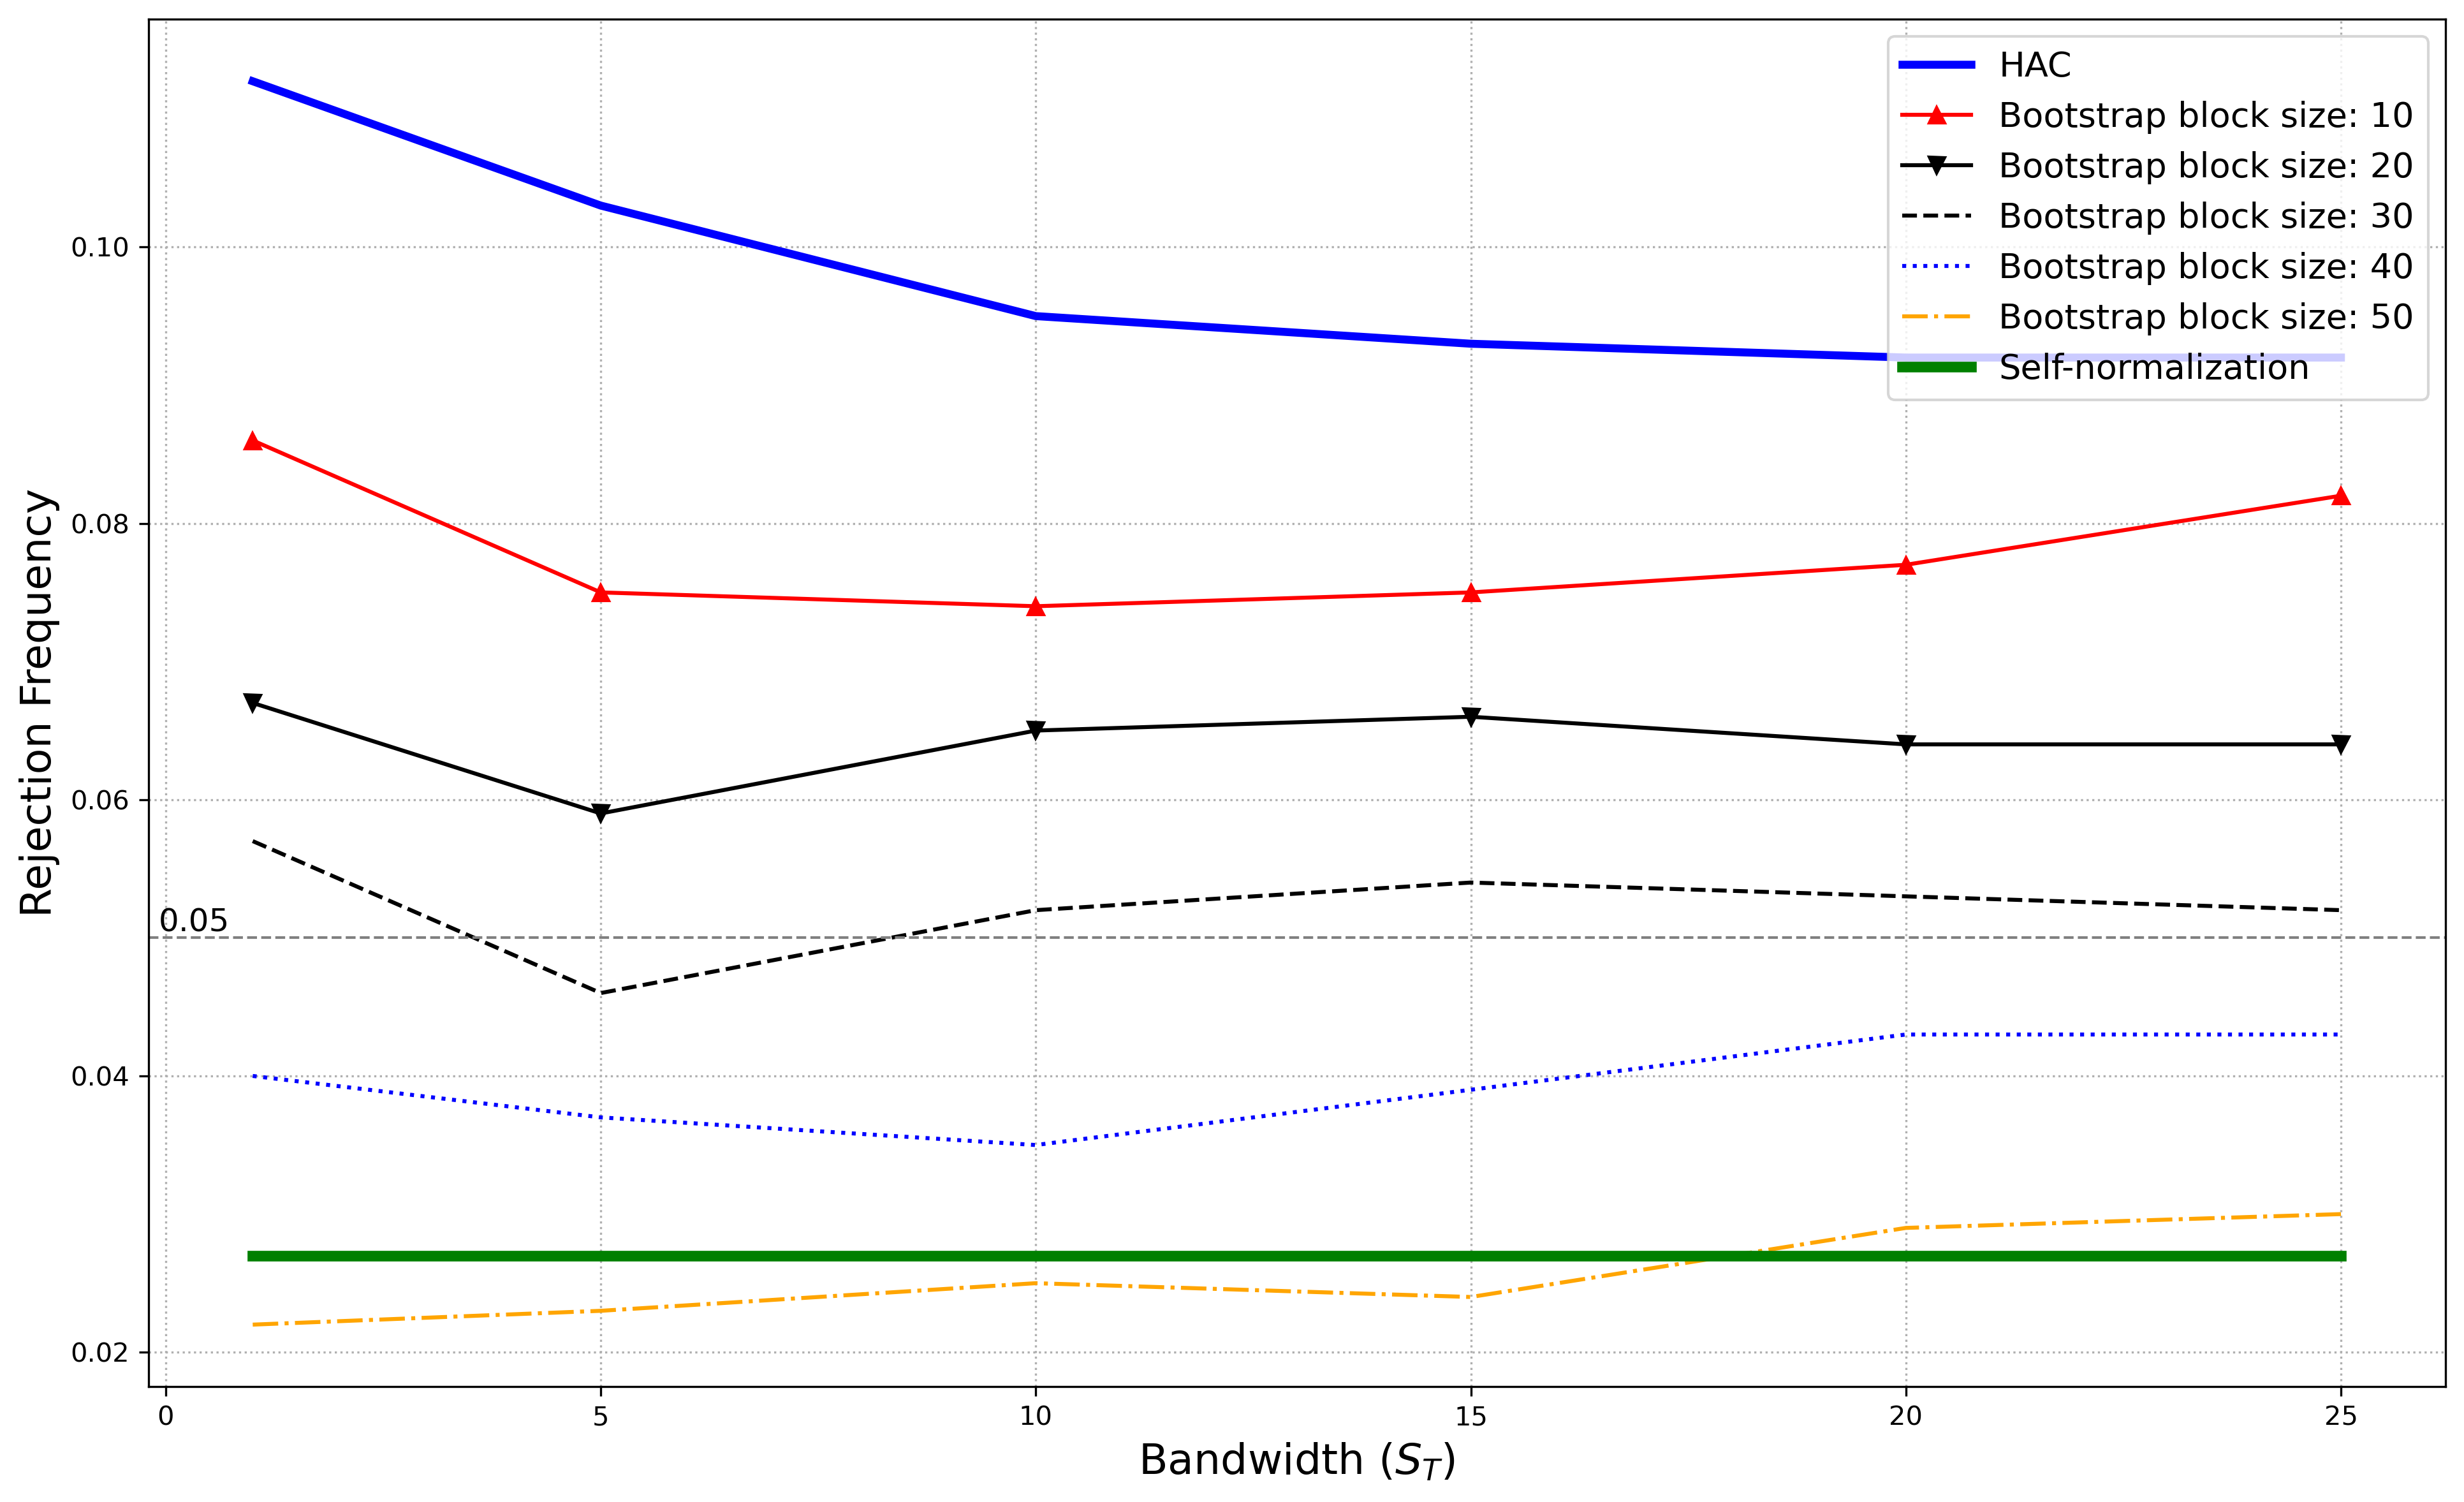 HAC
Bootstrap block size: 10
Bootstrap block size: 20
Bootstrap block size: 30
Bootstrap block size: 40
Bootstrap block size: 50
Self-normalization
Rejection Frequency
0.10
0.08
0.06
0.05
0.04
0.02
0 5 10 15 20 25
Bandwidth (S_T)